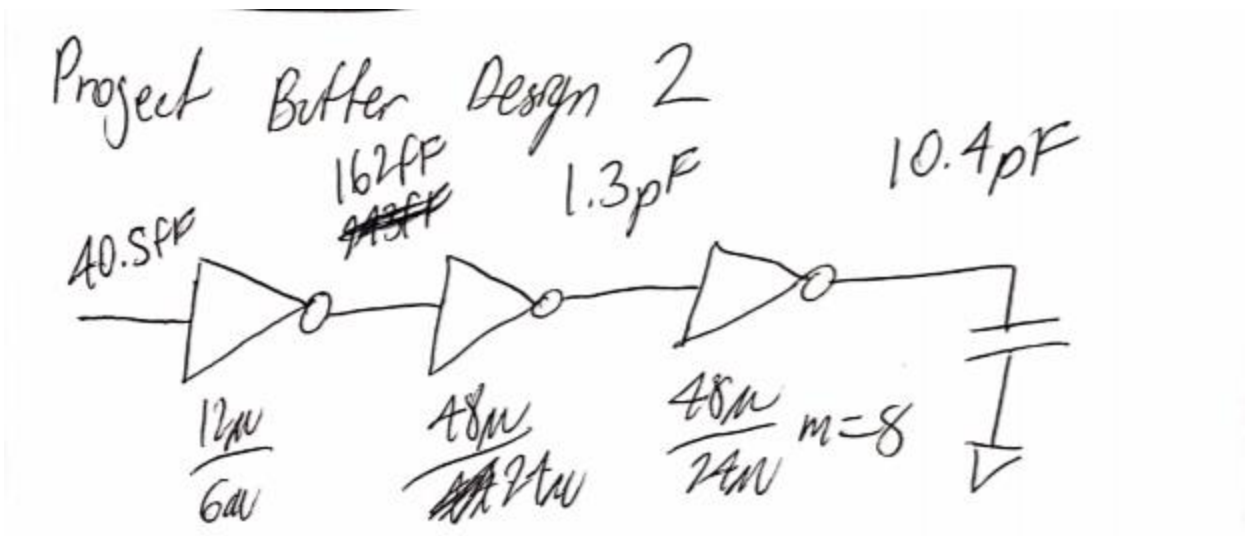 Project Buffer Design 2
162fF
40.5fF
1.3pF
10.4pF
12u
6u
48u
24u
48u
24u
m=8